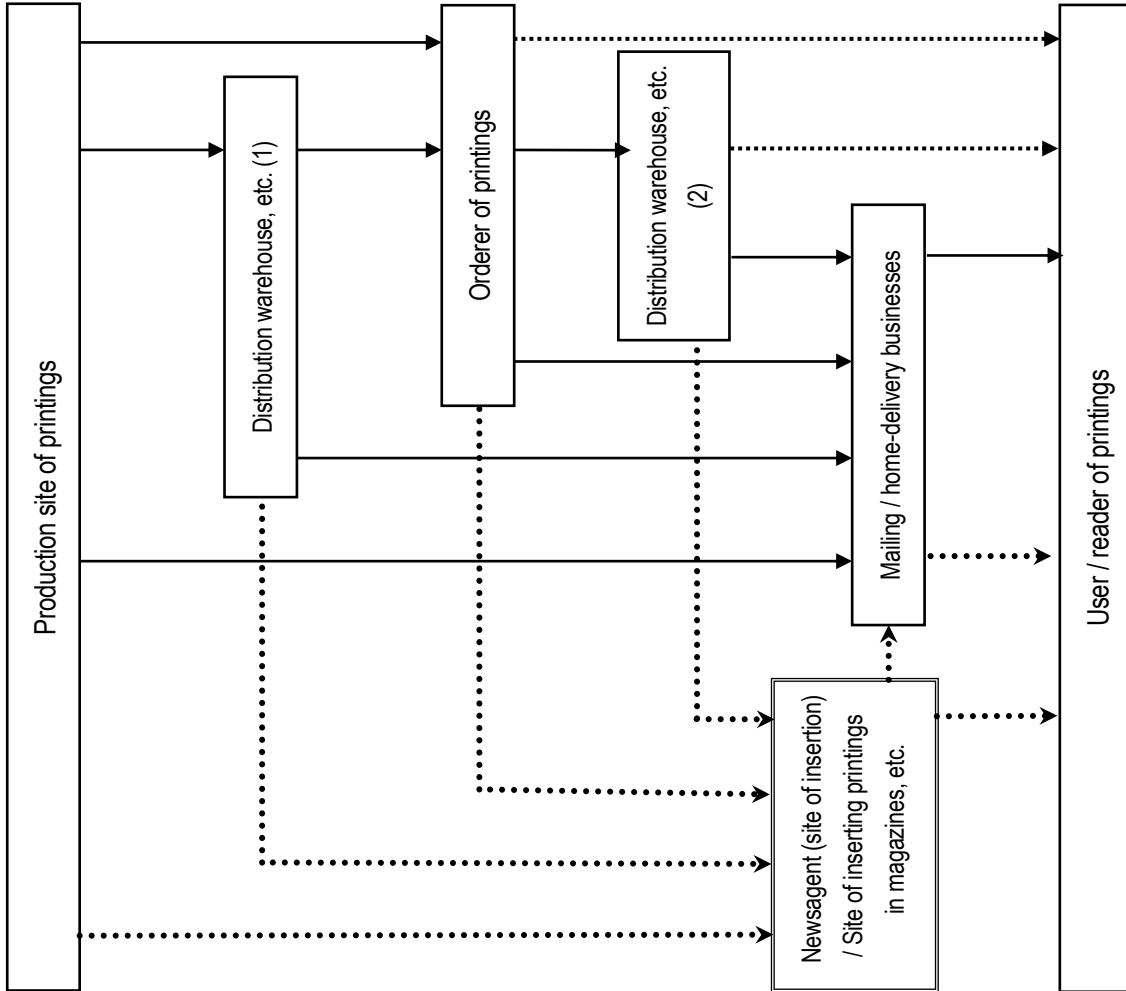 Production site of printings
Distribution warehouse, etc. (1)
Orderer of printings
Distribution warehouse, etc.
(2)
Mailing / home-delivery businesses
Newsagent (site of insertion)
/ Site of inserting printings
in magazines, etc.
User / reader of printings